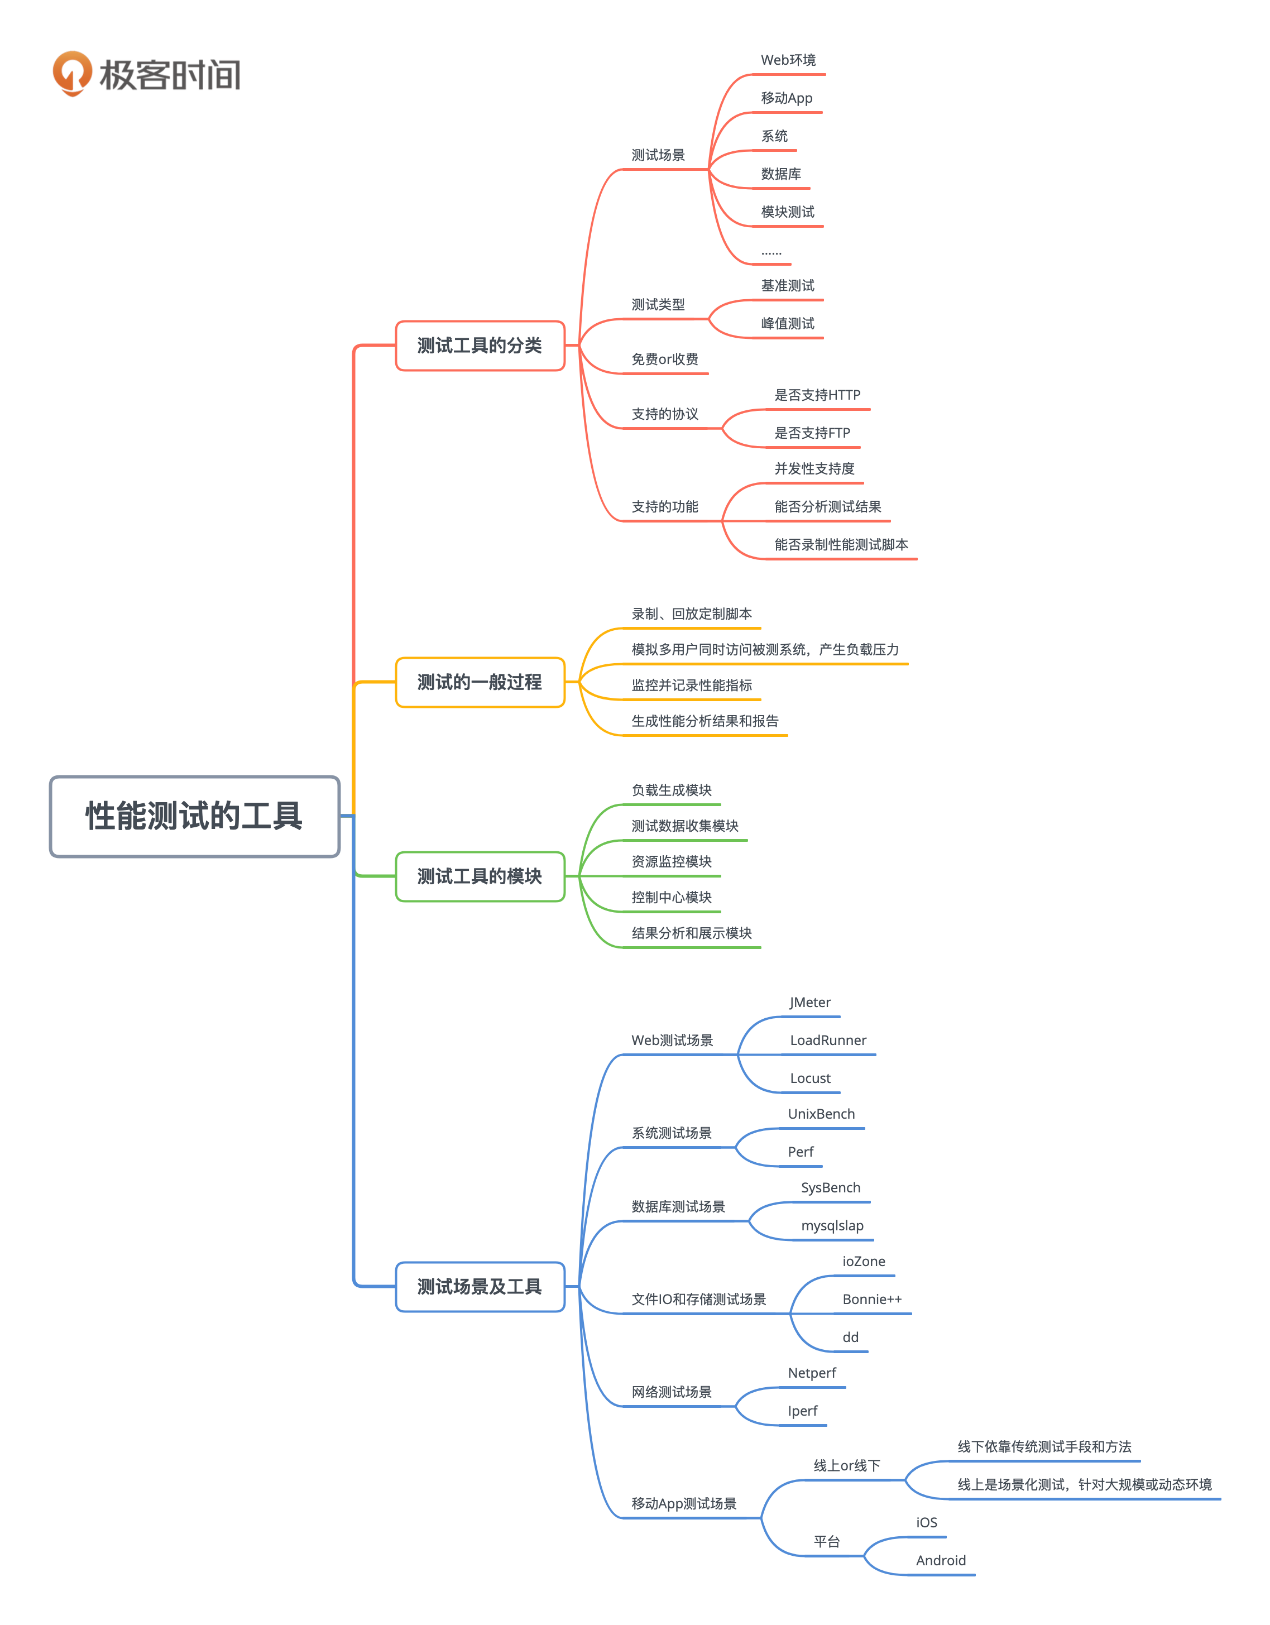 极客时间
性能测试的工具
测试工具的分类
测试场景
Web环境
移动App
系统
数据库
模块测试
......
测试类型
基准测试
峰值测试
免费or收费
支持的协议
是否支持HTTP
是否支持FTP
支持的功能
并发性支持度
能否分析测试结果
能否录制性能测试脚本
测试的一般过程
录制、回放定制脚本
模拟多用户同时访问被测系统，产生负载压力
监控并记录性能指标
生成性能分析结果和报告
测试工具的模块
负载生成模块
测试数据收集模块
资源监控模块
控制中心模块
结果分析和展示模块
测试场景及工具
Web测试场景
JMeter
LoadRunner
Locust
系统测试场景
UnixBench
Perf
数据库测试场景
SysBench
mysqlslap
文件IO和存储测试场景
ioZone
Bonnie++
dd
网络测试场景
Netperf
Iperf
移动App测试场景
线上or线下
线下依靠传统测试手段和方法
线上是场景化测试，针对大规模或动态环境
平台
iOS
Android